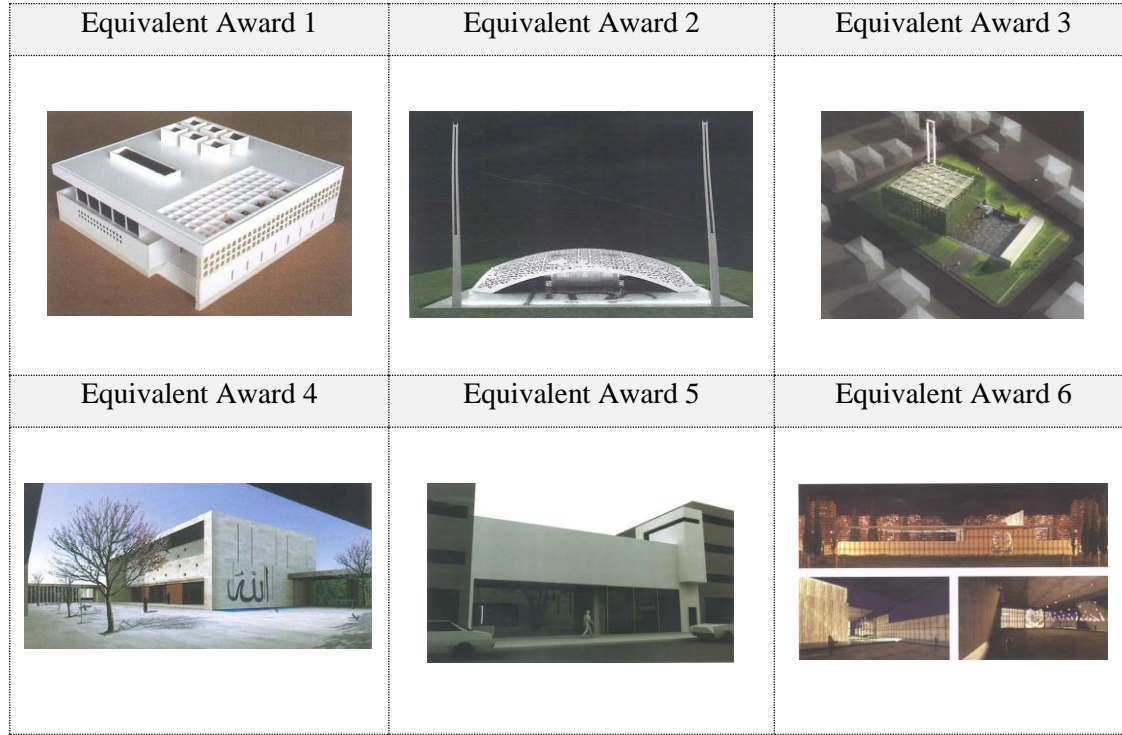 Equivalent Award 1
Equivalent Award 2
Equivalent Award 3
Equivalent Award 4
Equivalent Award 5
Equivalent Award 6
الله